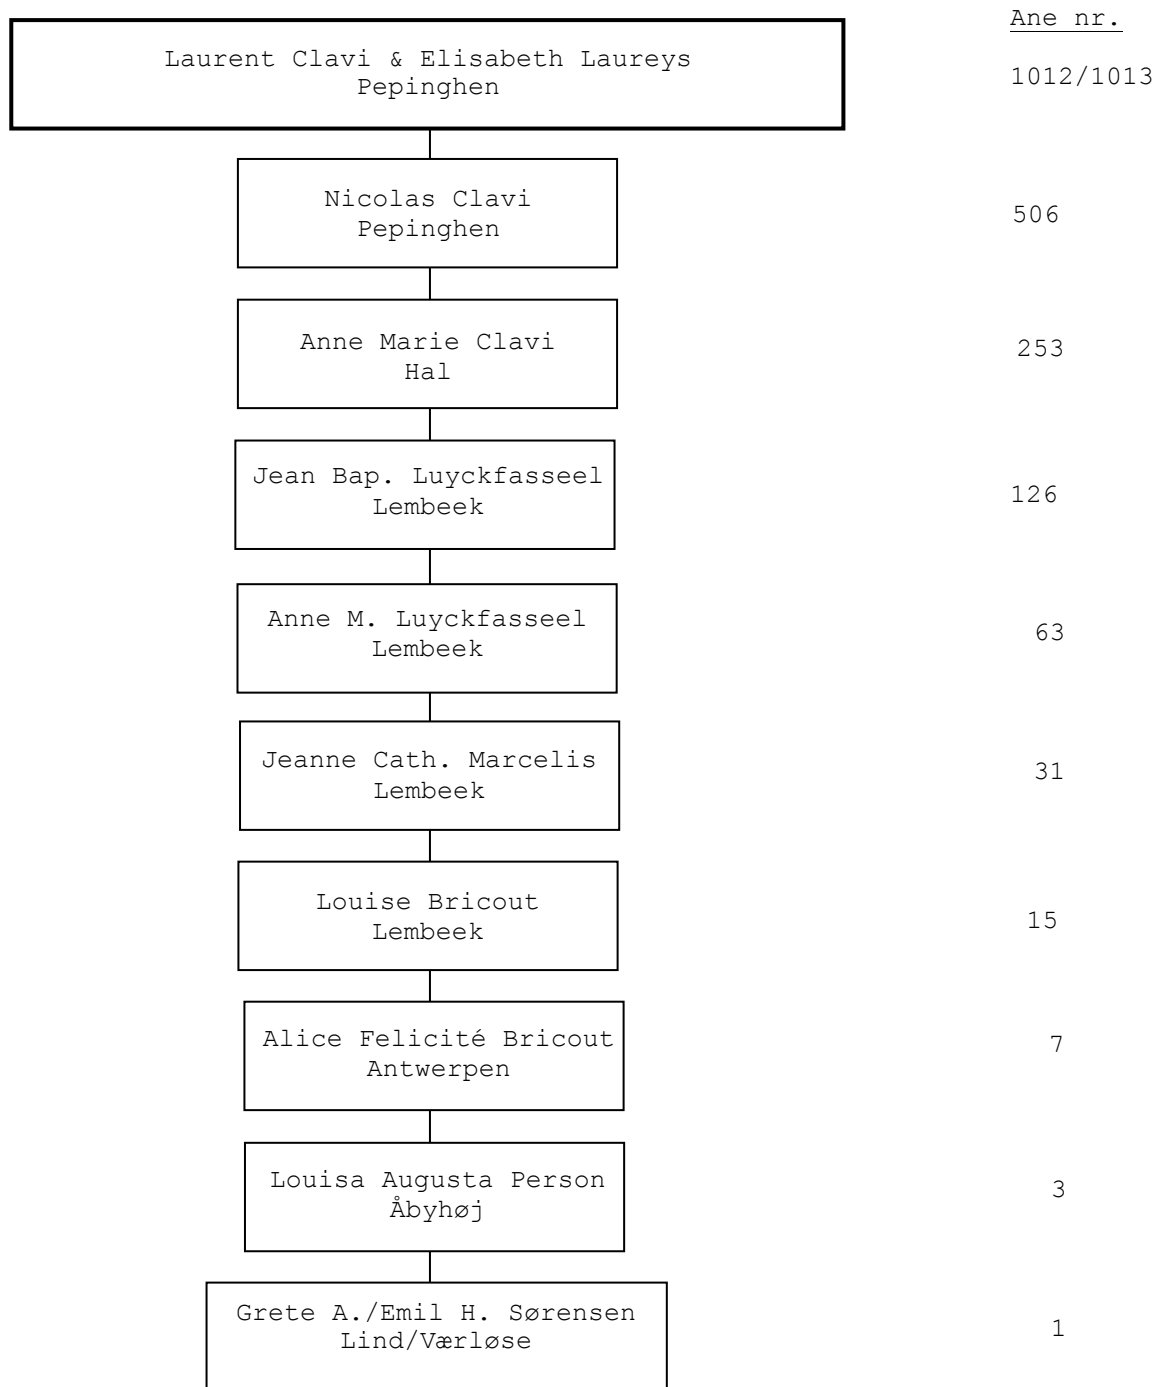 Ane nr.
Laurent Clavi & Elisabeth Laureys
Pepinghen
1012/1013
Nicolas Clavi
Pepinghen
506
Anne Marie Clavi
Hal
253
Jean Bap. Luyckfasseel
Lembeek
126
Anne M. Luyckfasseel
Lembeek
63
Jeanne Cath. Marcelis
Lembeek
31
Louise Bricout
Lembeek
15
Alice Felicité Bricout
Antwerpen
7
Louisa Augusta Person
Åbyhøj
3
Grete A./Emil H. Sørensen
Lind/Værløse
1